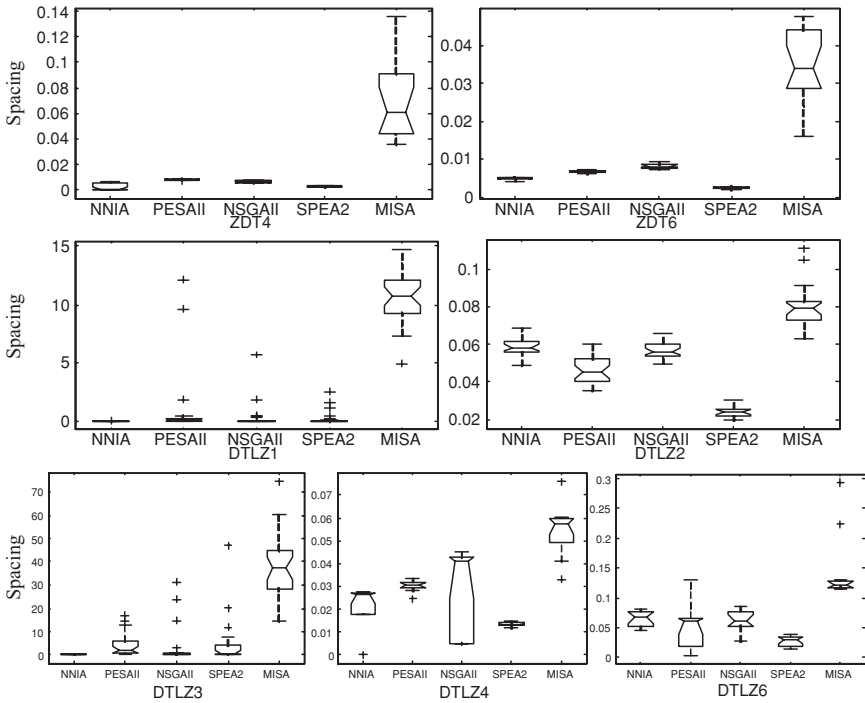 0.14
0.12
0.1
0.08
0.06
0.04
0.02
0
Spacing
NNIA PESAII NSGAII SPEA2 MISA
ZDT4
0.04
0.03
0.02
0.01
0
NNIA PESAII NSGAII SPEA2 MISA
ZDT6
15
10
5
0
Spacing
NNIA PESAII NSGAII SPEA2 MISA
DTLZ1
0.1
0.08
0.06
0.04
0.02
NNIA PESAII NSGAII SPEA2 MISA
DTLZ2
70
60
50
40
30
20
10
0
Spacing
NNIA PESAII NSGAII SPEA2 MISA
DTLZ3
0.07
0.06
0.05
0.04
0.03
0.02
0.01
0
NNIA PESAII NSGAII SPEA2 MISA
DTLZ4
0.3
0.25
0.2
0.15
0.1
0.05
0
NNIA PESAII NSGAII SPEA2 MISA
DTLZ6